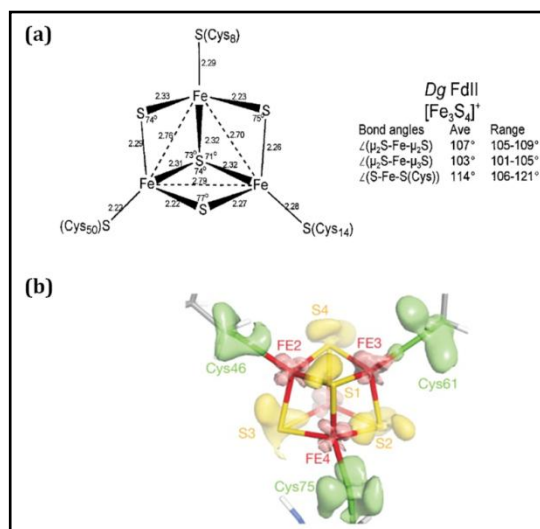 (a)
S(Cys₈)
2.29
Fe
2.33
2.23
S
74°
S
75°
2.76
2.70
2.32
2.29
2.26
S
73°
71°
74°
2.31
2.32
Fe
2.79
Fe
77°
2.22
S
2.27
2.22
2.28
(Cys₅₀)S
S(Cys₁₄)
Dg FdII
[Fe₃S₄]⁺
Bond angles Ave Range
∠(μ₂S-Fe-μ₂S) 107° 105-109°
∠(μ₂S-Fe-μ₃S) 103° 101-105°
∠(S-Fe-S(Cys)) 114° 106-121°
(b)
S4
FE2
FE3
Cys46
Cys61
S1
S3
S2
FE4
Cys75